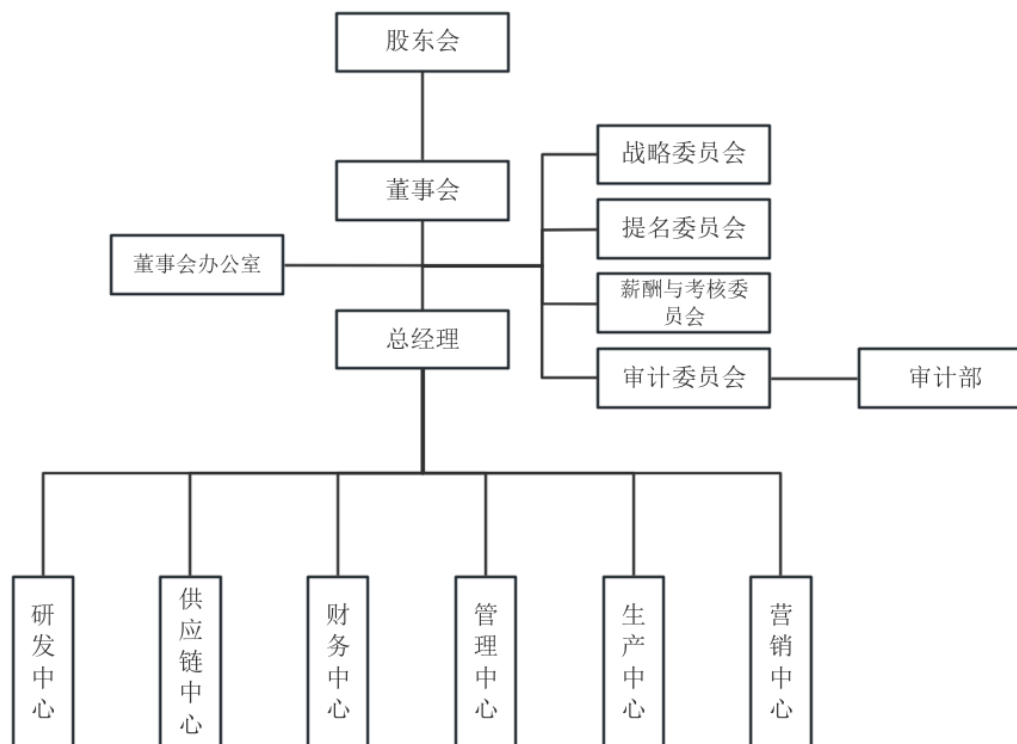 股东会
战略委员会
董事会
提名委员会
董事会办公室
薪酬与考核委
员会
总经理
审计委员会
审计部
研发中心
供应链中心
财务中心
管理中心
生产中心
营销中心